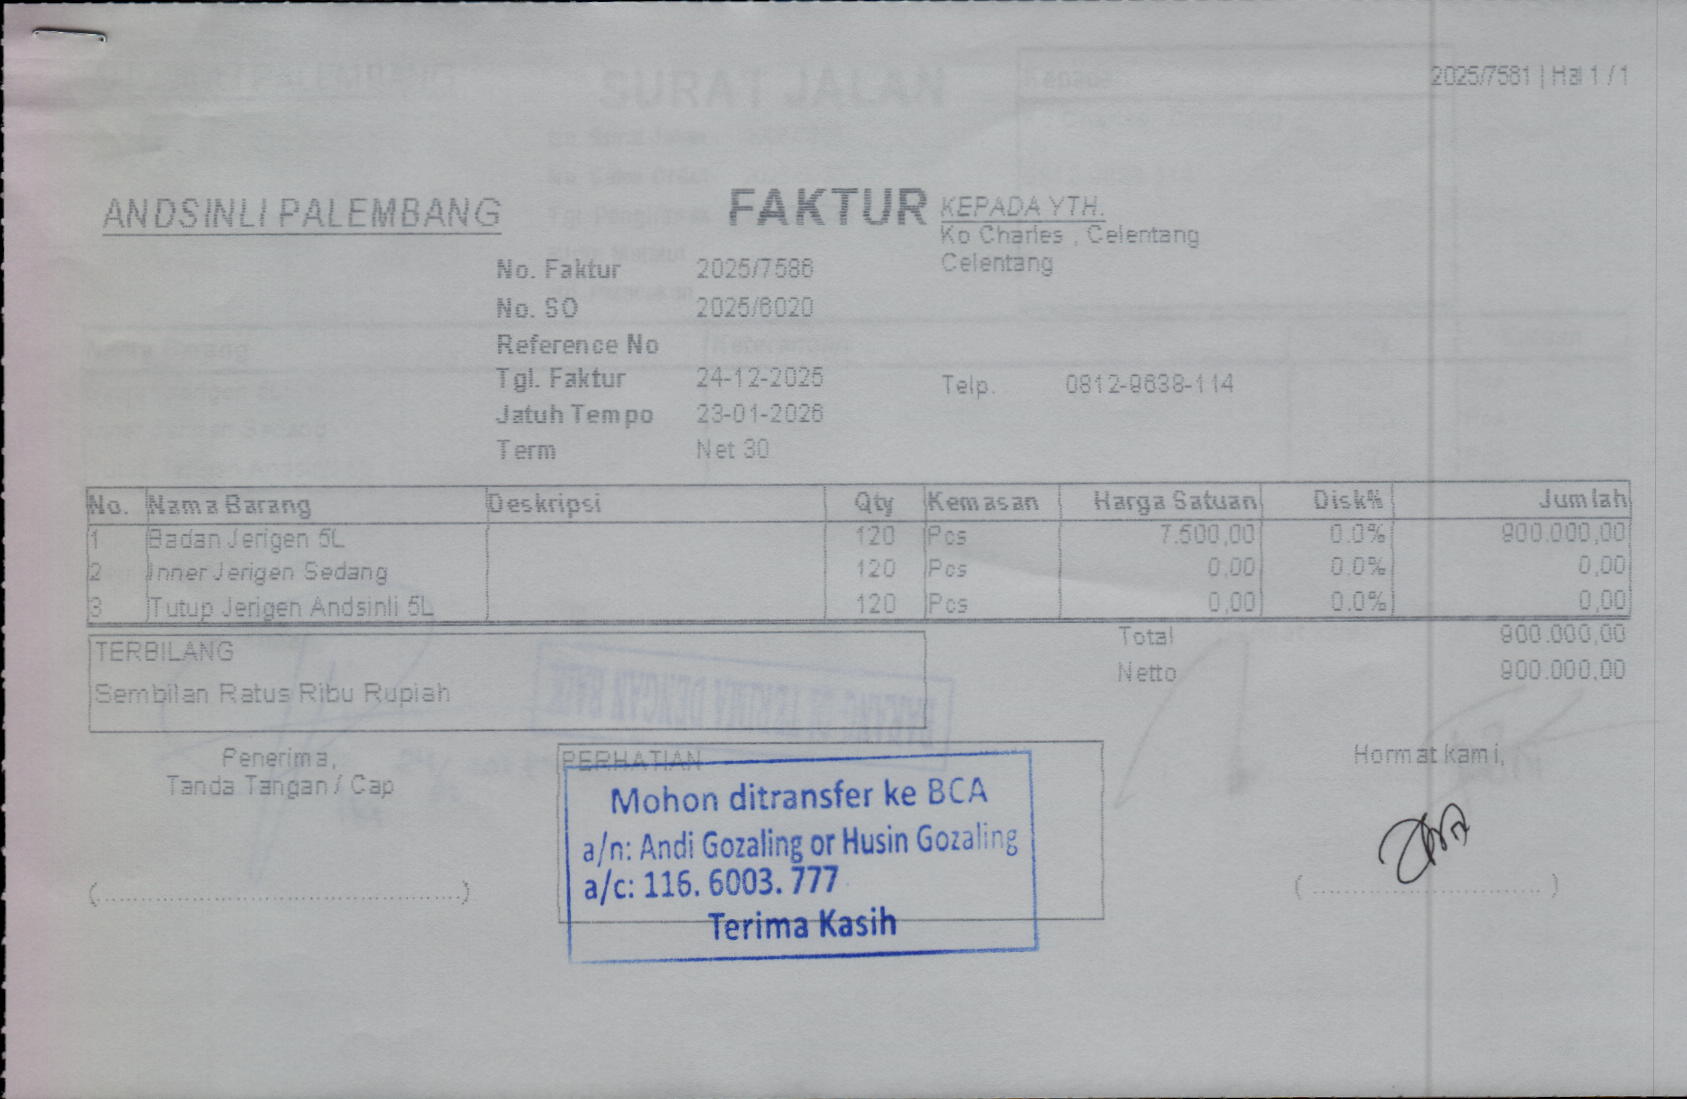 2025/7581 | Hal 1 / 1
SURAT JALAN
ANDSINLI PALEMBANG
FAKTUR
KEPADA YTH.
Ko Charles , Celentang
Celentang
No. Faktur 2025/7586
No. SO 2025/6020
Reference No
Tgl. Faktur 24-12-2025
Telp. 0812-9638-114
Jatuh Tempo 23-01-2026
Term Net 30
No. Nama Barang Deskripsi Qty Kemasan Harga Satuan Disk% Jumlah
1 Badan Jerigen 5L 120 Pcs 7.500,00 0.0% 900.000,00
2 Inner Jerigen Sedang 120 Pcs 0,00 0.0% 0,00
3 Tutup Jerigen Andsinli 5L 120 Pcs 0,00 0.0% 0,00
Total 900.000,00
Netto 900.000,00
TERBILANG
Sembilan Ratus Ribu Rupiah
Penerima,
Tanda Tangan / Cap
PERHATIAN
Mohon ditransfer ke BCA
a/n: Andi Gozaling or Husin Gozaling
a/c: 116. 6003. 777
Terima Kasih
Hormat kami,